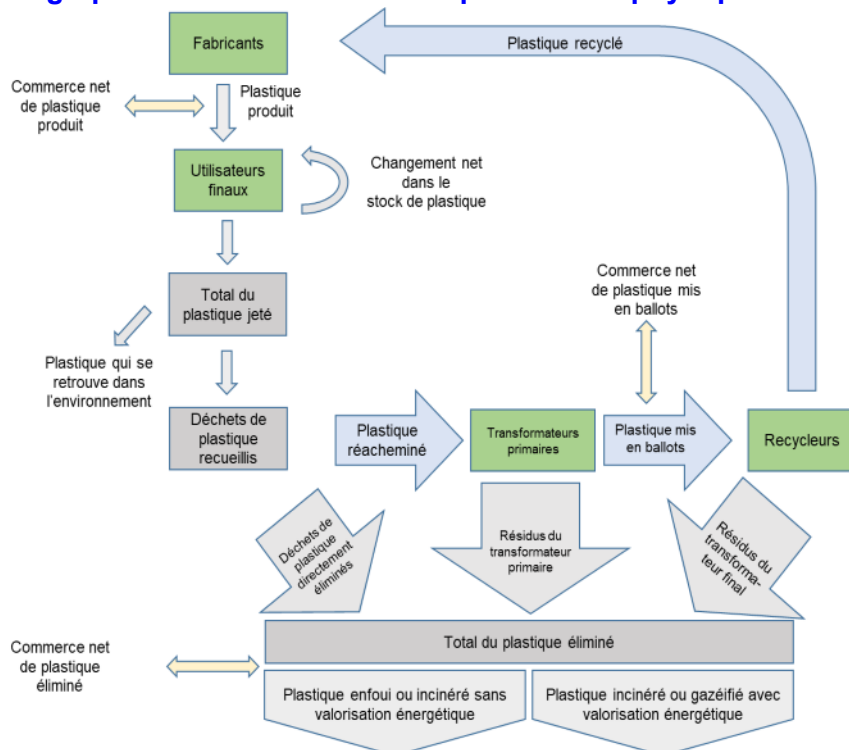 Fabricants
Plastique recyclé
Commerce net
de plastique
produit
Plastique
produit
Utilisateurs
finaux
Changement net
dans le
stock de plastique
Total du
plastique jeté
Commerce net
de plastique mis
en ballots
Plastique qui se
retrouve dans
l'environnement
Déchets de
plastique
recueillis
Plastique
réacheminé
Transformateurs
primaires
Plastique mis
en ballots
Recycleurs
Déchets de
plastique
directement
éliminés
Résidus du
transformateur
primaire
Résidus du
transforma-
teur final
Total du plastique éliminé
Commerce net
de plastique
éliminé
Plastique enfoui ou incinéré sans
valorisation énergétique
Plastique incinéré ou gazéifié avec
valorisation énergétique